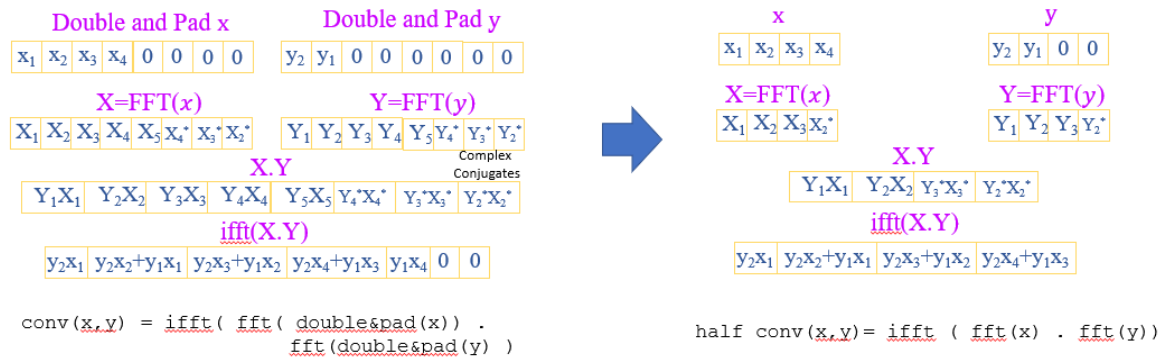 Double and Pad x
x₁ x₂ x₃ x₄ 0 0 0 0
X=FFT(x)
X₁ X₂ X₃ X₄ X₅ X₄* X₃* X₂*
Double and Pad y
y₂ y₁ 0 0 0 0 0 0
Y=FFT(y)
Y₁ Y₂ Y₃ Y₄ Y₅ Y₄* Y₃* Y₂*
Complex
Conjugates
X.Y
Y₁X₁ Y₂X₂ Y₃X₃ Y₄X₄ Y₅X₅ Y₄*X₄* Y₃*X₃* Y₂*X₂*
ifft(X.Y)
y₂x₁ y₂x₂+y₁x₁ y₂x₃+y₁x₂ y₂x₄+y₁x₃ y₁x₄ 0 0
conv(x,y) = ifft( fft( double&pad(x)) .
fft(double&pad(y) )
x
x₁ x₂ x₃ x₄
X=FFT(x)
X₁ X₂ X₃ X₂*
y
y₂ y₁ 0 0
Y=FFT(y)
Y₁ Y₂ Y₃ Y₂*
X.Y
Y₁X₁ Y₂X₂ Y₃*X₃* Y₂*X₂*
ifft(X.Y)
y₂x₁ y₂x₂+y₁x₁ y₂x₃+y₁x₂ y₂x₄+y₁x₃
half conv(x,y)= ifft ( fft(x) . fft(y))